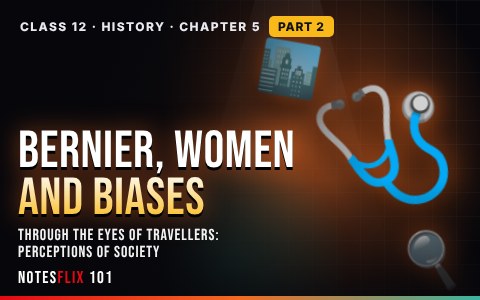 CLASS 12 · HISTORY · CHAPTER 5 PART 2
BERNIER, WOMEN
AND BIASES
THROUGH THE EYES OF TRAVELLERS:
PERCEPTIONS OF SOCIETY
NOTESFLIX 101